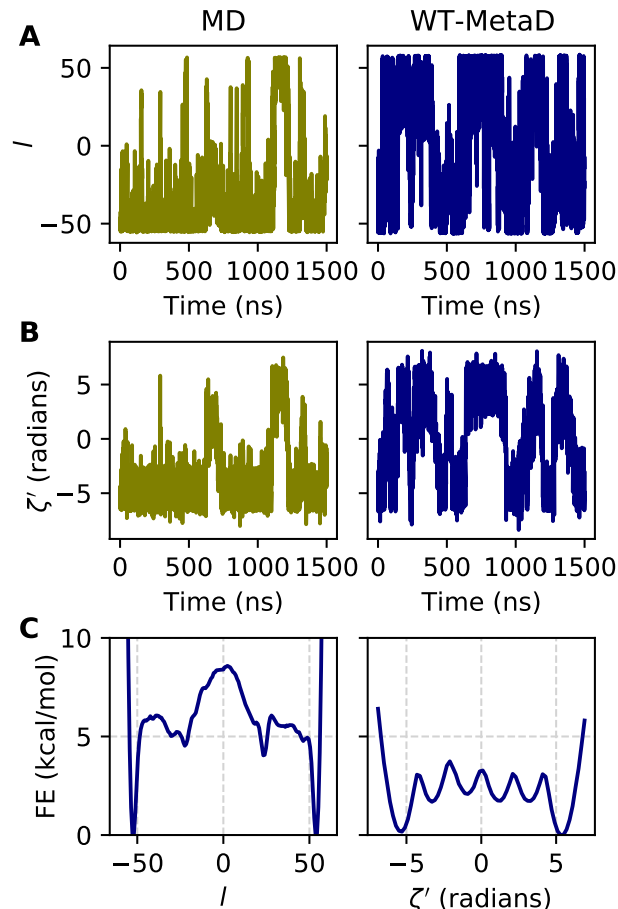 MD WT-MetaD
A
50
0
−50
l
0 500 1000 1500 0 500 1000 1500
Time (ns) Time (ns)
B
5
0
−5
ζ′ (radians)
0 500 1000 1500 0 500 1000 1500
Time (ns) Time (ns)
C
10
5
0
FE (kcal/mol)
−50 0 50 −5 0 5
l ζ′ (radians)